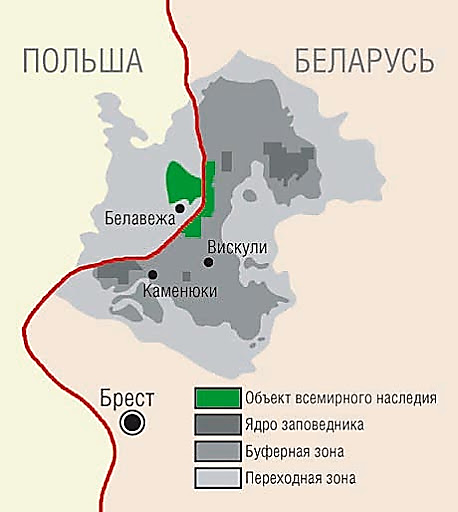 ПОЛЬША
БЕЛАРУСЬ
Белавежа
Вискули
Каменюки
Брест
Объект всемирного наследия
Ядро заповедника
Буферная зона
Переходная зона